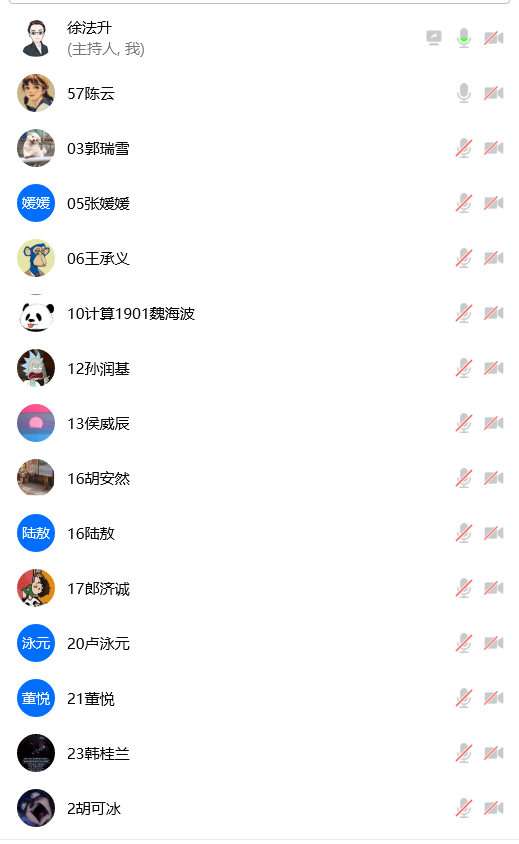 徐法升
(主持人, 我)
57陈云
03郭瑞雪
媛媛
05张媛媛
06王承义
10计算1901魏海波
12孙润基
13侯威辰
16胡安然
陆敖
16陆敖
17郎济诚
泳元
20卢泳元
董悦
21董悦
23韩桂兰
2胡可冰